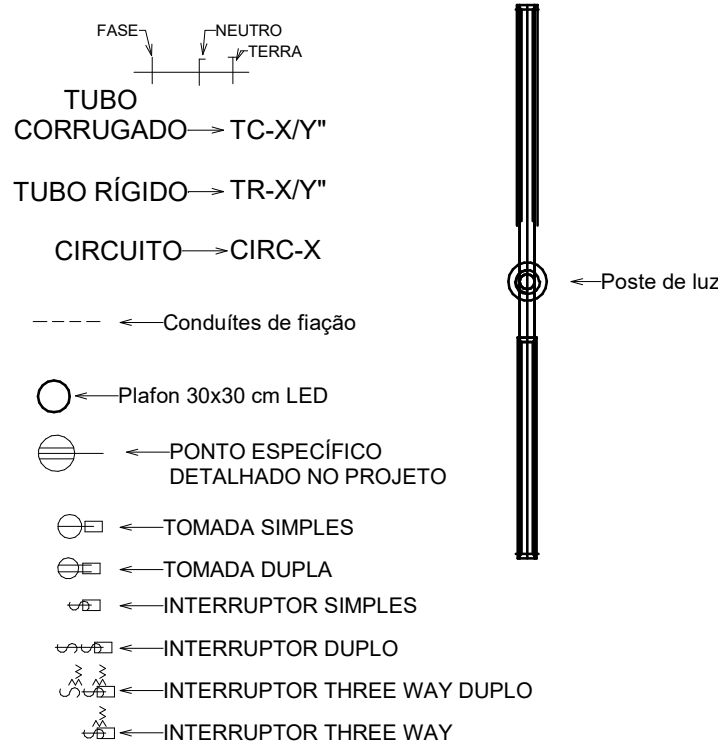 FASE
NEUTRO
TERRA
TUBO
CORRUGADO TC-X/Y"
TUBO RÍGIDO TR-X/Y"
CIRCUITO CIRC-X
Poste de luz
Conduítes de fiação
Plafon 30x30 cm LED
PONTO ESPECÍFICO
DETALHADO NO PROJETO
TOMADA SIMPLES
TOMADA DUPLA
INTERRUPTOR SIMPLES
INTERRUPTOR DUPLO
INTERRUPTOR THREE WAY DUPLO
INTERRUPTOR THREE WAY